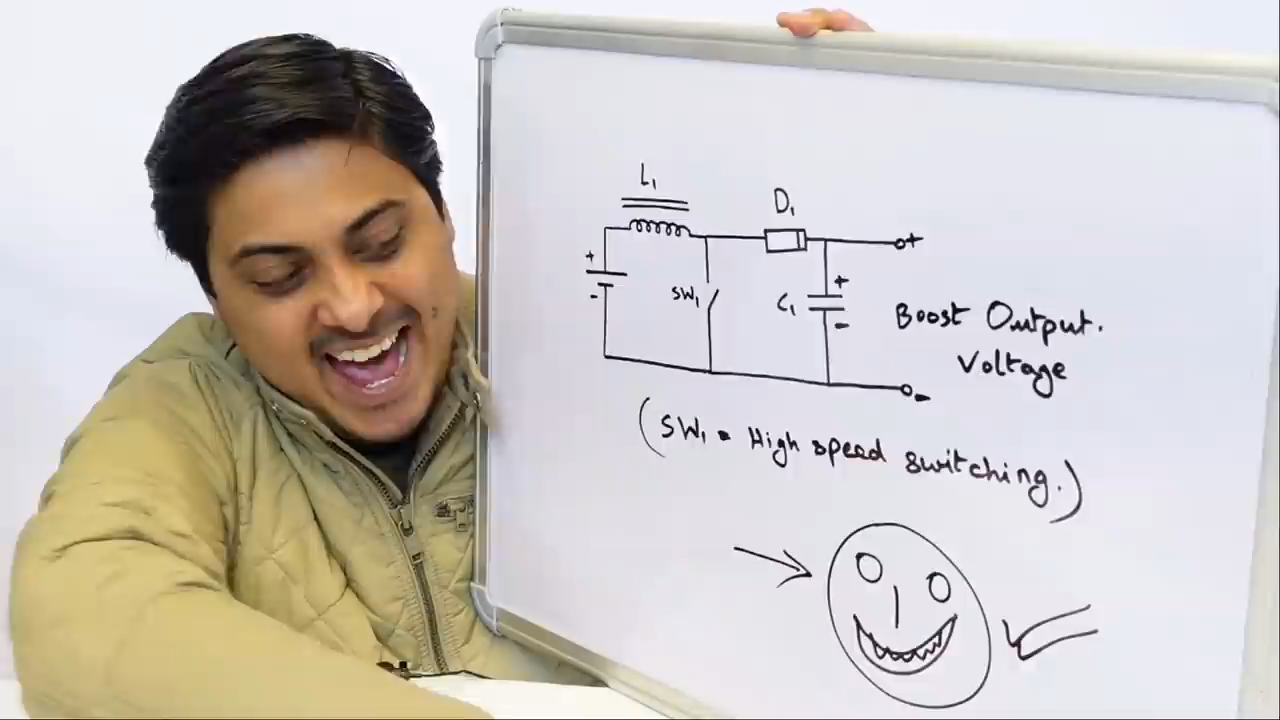 L1
D1
+
+
-
SW1
C1
+
-
Boost Output.
Voltage
-
(SW1 = High speed switching.)